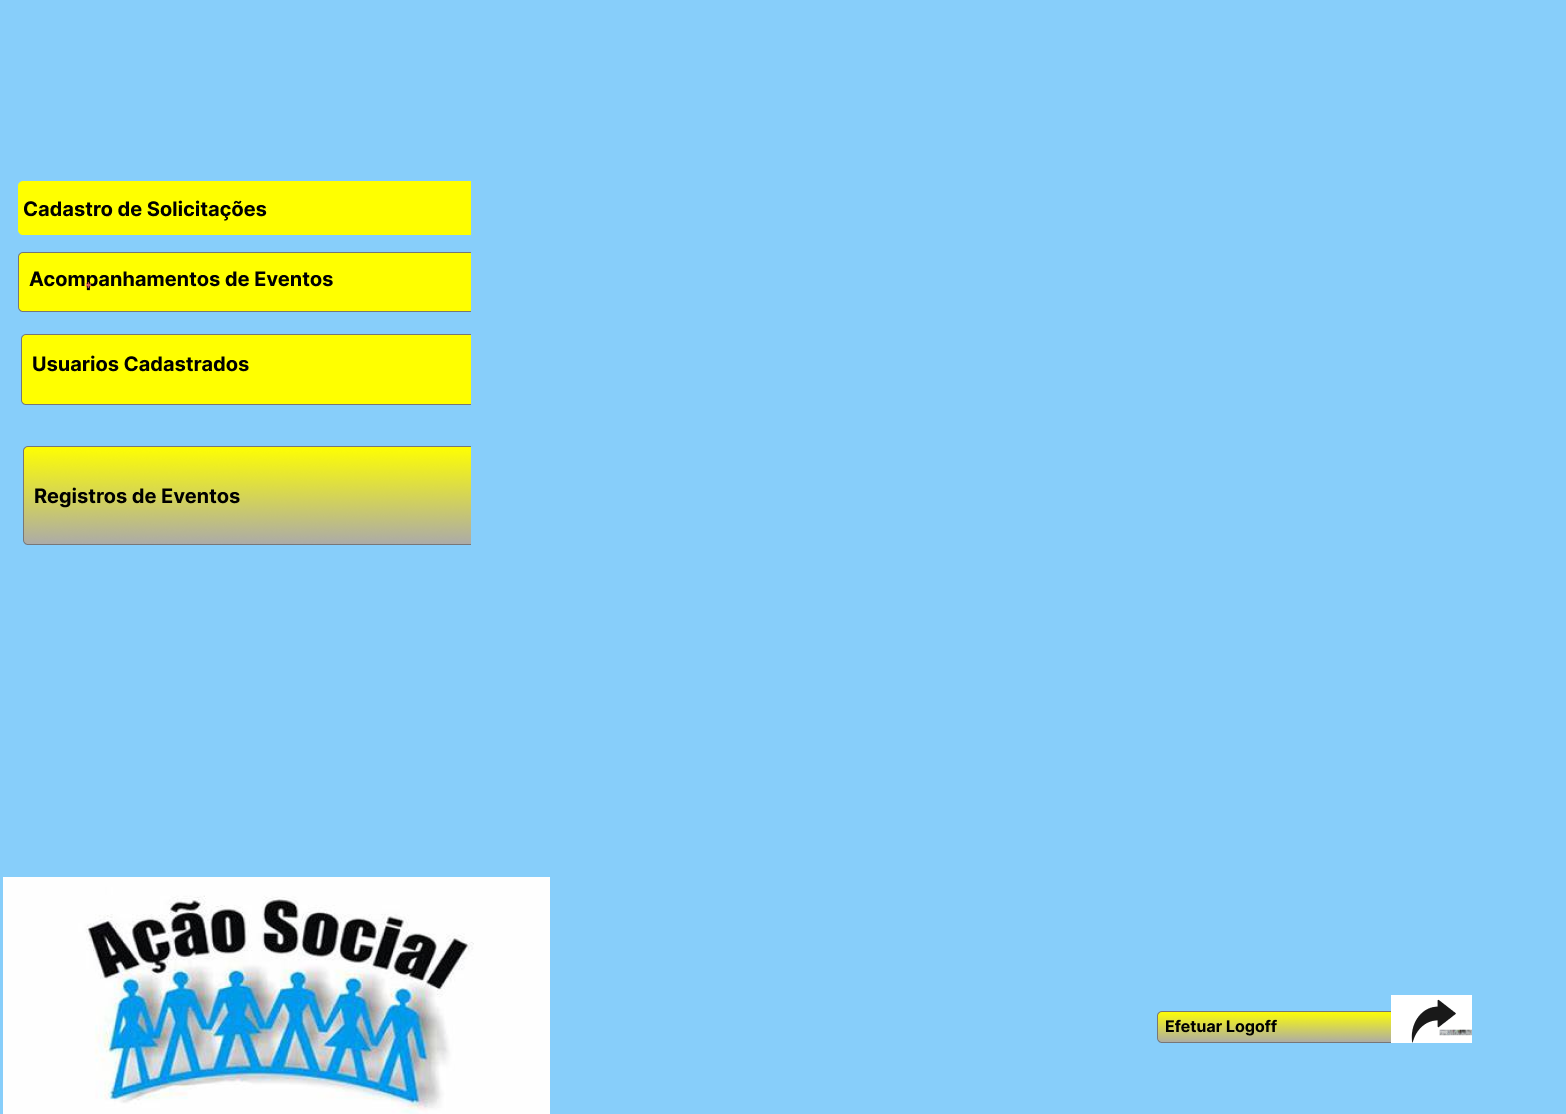 Cadastro de Solicitações
Acompanhamentos de Eventos
Usuarios Cadastrados
Registros de Eventos
Ação Social
Efetuar Logoff